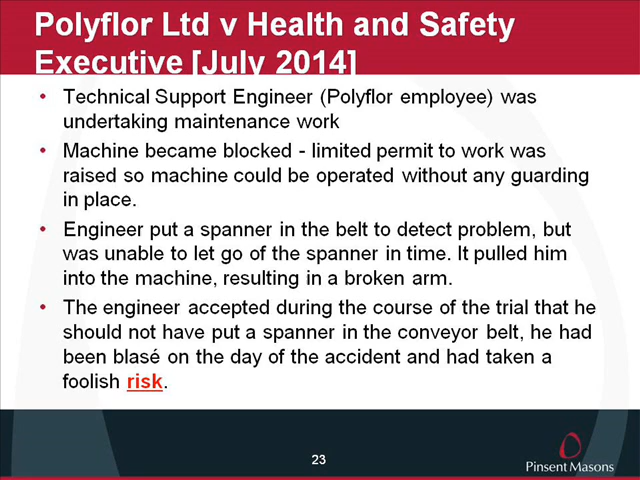 Polyflor Ltd v Health and Safety
Executive [July 2014]
• Technical Support Engineer (Polyflor employee) was
undertaking maintenance work
• Machine became blocked - limited permit to work was
raised so machine could be operated without any guarding
in place.
• Engineer put a spanner in the belt to detect problem, but
was unable to let go of the spanner in time. It pulled him
into the machine, resulting in a broken arm.
• The engineer accepted during the course of the trial that he
should not have put a spanner in the conveyor belt, he had
been blasé on the day of the accident and had taken a
foolish risk.
23
Pinsent Masons